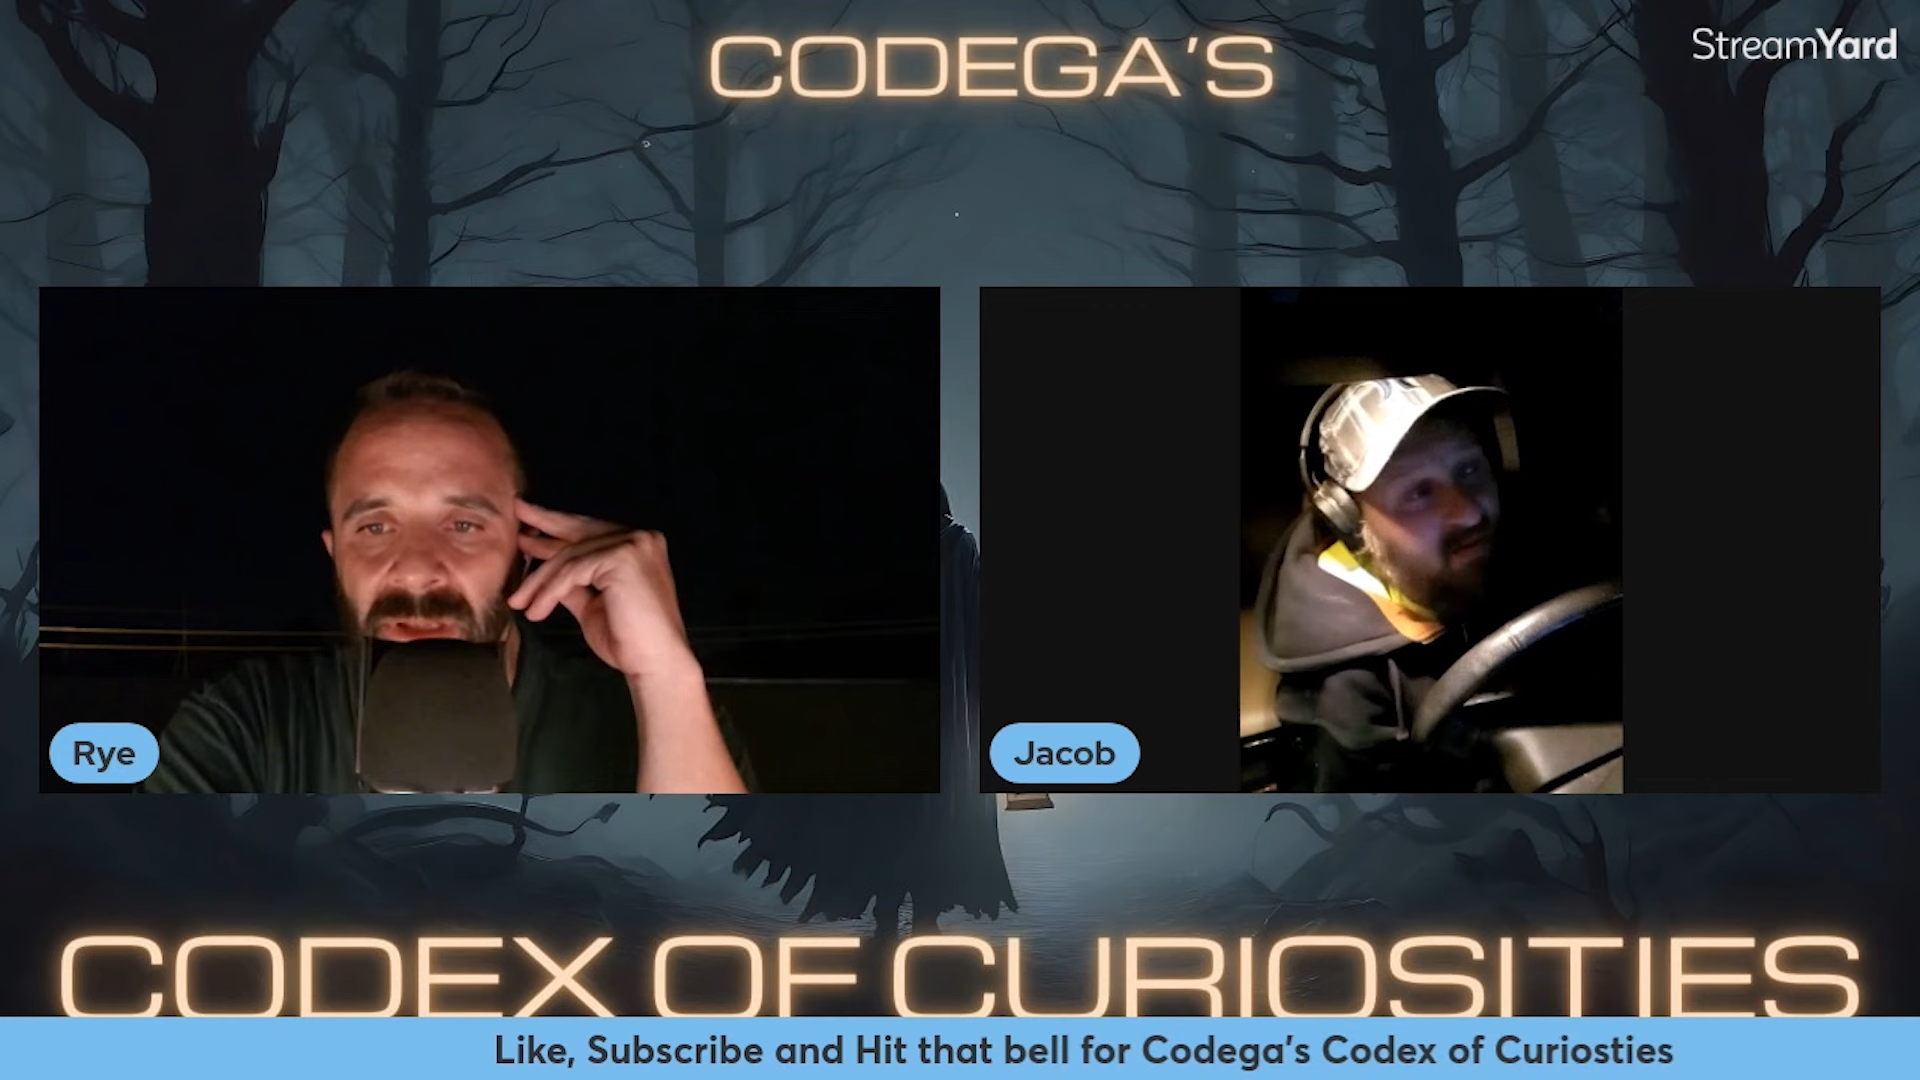 CODEGA'S
StreamYard
Rye
Jacob
CODEX OF CURIOSITIES
Like, Subscribe and Hit that bell for Codega's Codex of Curiosties